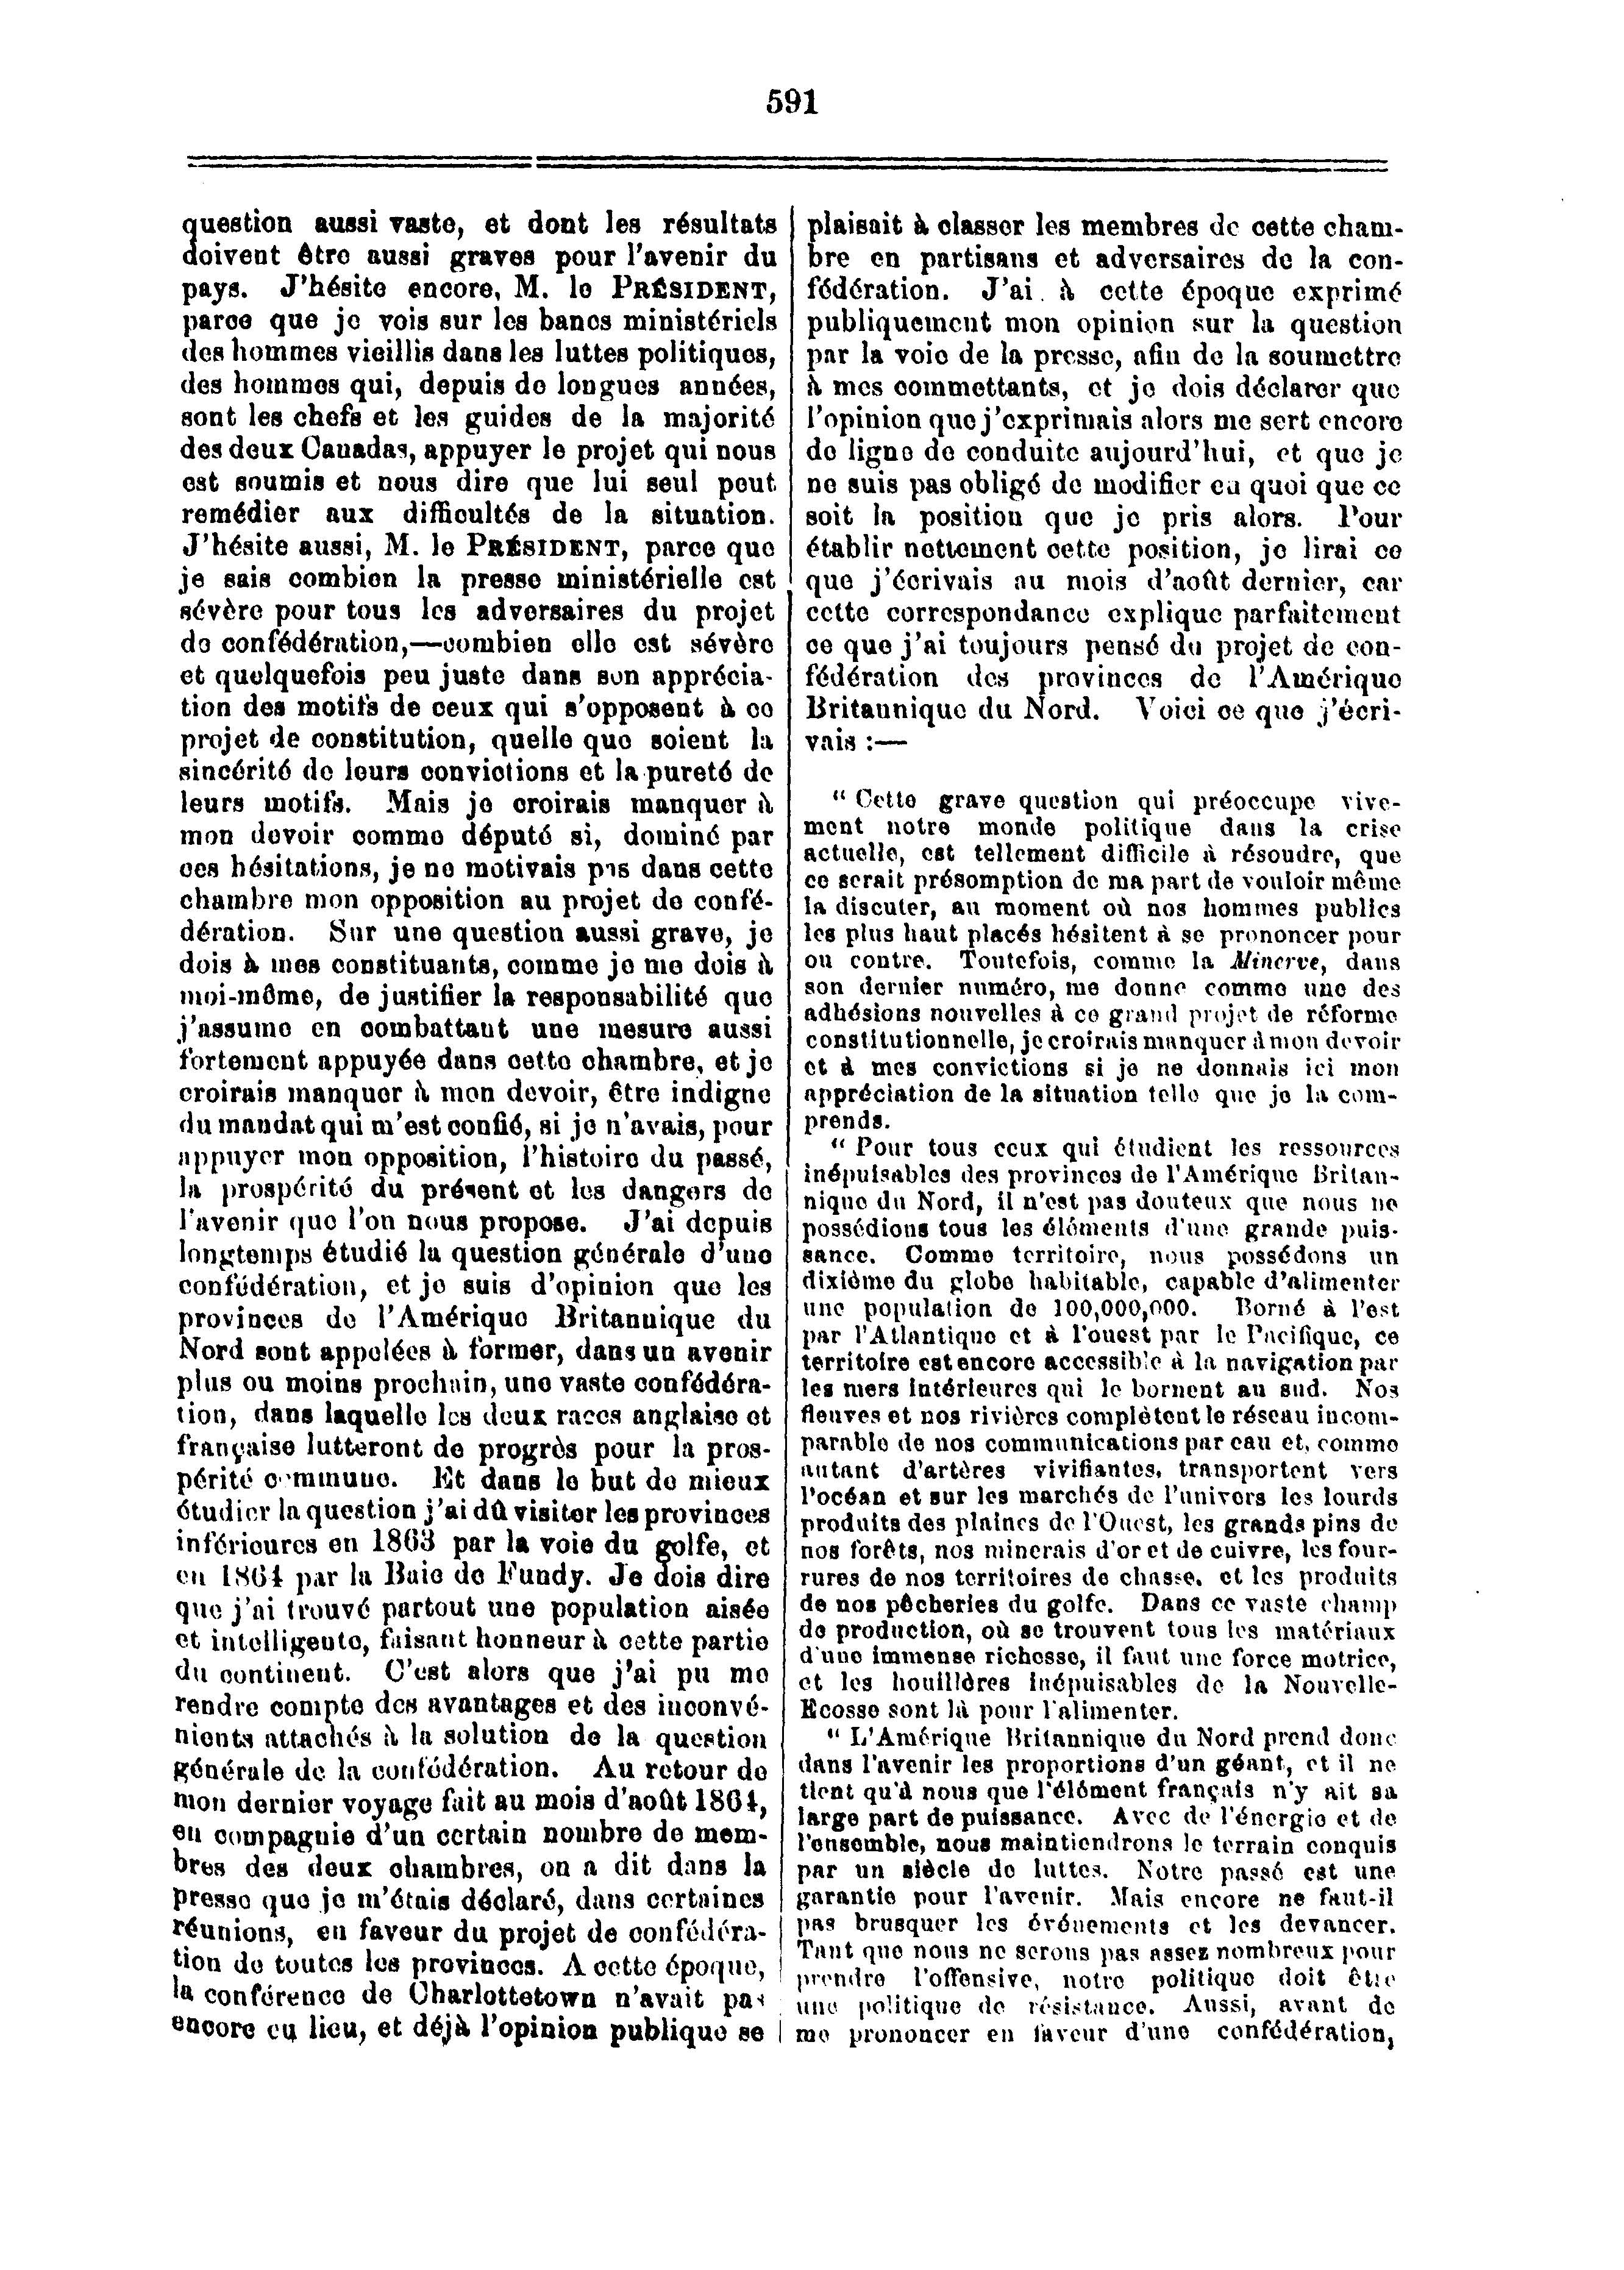 591
question aussi vaste, et dont les résultats
doivent être aussi graves pour l'avenir du
pays. J'hésite encore, M. le PRÉSIDENT,
parce que je vois sur les bancs ministériels
des hommes vieillis dans les luttes politiques,
des hommes qui, depuis de longues années,
sont les chefs et les guides de la majorité
des deux Canadas, appuyer le projet qui nous
est soumis et nous dire que lui seul peut
remédier aux difficultés de la situation.
J'hésite aussi, M. le PRÉSIDENT, parce que
je sais combien la presse ministérielle est
sévère pour tous les adversaires du projet
de confédération,—combien elle est sévère
et quelquefois peu juste dans son apprécia-
tion des motifs de ceux qui s'opposent à ce
projet de constitution, quelle que soient la
sincérité de leurs convictions et la pureté de
leurs motifs. Mais je croirais manquer à
mon devoir comme député si, dominé par
ces hésitations, je ne motivais pas dans cette
chambre mon opposition au projet de confé-
dération. Sur une question aussi grave, je
dois à mes constituants, comme je me dois à
moi-même, de justifier la responsabilité que
j'assume en combattant une mesure aussi
fortement appuyée dans cette chambre, et je
croirais manquer à mon devoir, être indigne
du mandat qui m'est confié, si je n'avais, pour
appuyer mon opposition, l'histoire du passé,
la prospérité du présent et les dangers de
l'avenir que l'on nous propose. J'ai depuis
longtemps étudié la question générale d'une
confédération, et je suis d'opinion que les
provinces de l'Amérique Britannique du
Nord sont appelées à former, dans un avenir
plus ou moins prochain, une vaste confédéra-
tion, dans laquelle les deux races anglaise et
française lutteront de progrès pour la pros-
périté commune. Et dans le but de mieux
étudier la question j'ai dû visiter les provinces
inférieures en 1863 par la voie du golfe, et
en 1864 par la Baie de Fundy. Je dois dire
que j'ai trouvé partout une population aisée
et intelligente, faisant honneur à cette partie
du continent. C'est alors que j'ai pu me
rendre compte des avantages et des inconvé-
nients attachés à la solution de la question
générale de la confédération. Au retour de
mon dernier voyage fait au mois d'août 1864,
en compagnie d'un certain nombre de mem-
bres des deux chambres, on a dit dans la
presse que je m'étais déclaré, dans certaines
réunions, en faveur du projet de confédéra-
tion de toutes les provinces. A cette époque,
la conférence de Charlottetown n'avait pas
encore eu lieu, et déjà l'opinion publique se
plaisait à classer les membres de cette cham-
bre en partisans et adversaires de la con-
fédération. J'ai à cette époque exprimé
publiquement mon opinion sur la question
par la voie de la presse, afin de la soumettre
à mes commettants, et je dois déclarer que
l'opinion que j'exprimais alors me sert encore
de ligne de conduite aujourd'hui, et que je
ne suis pas obligé de modifier en quoi que ce
soit la position que je pris alors. Pour
établir nettement cette position, je lirai ce
que j'écrivais au mois d'août dernier, car
cette correspondance explique parfaitement
ce que j'ai toujours pensé du projet de con-
fédération des provinces de l'Amérique
Britannique du Nord. Voici ce que j'écri-
vais :—
" Cette grave question qui préoccupe vive-
ment notre monde politique dans la crise
actuelle, est tellement difficile à résoudre, que
ce serait présomption de ma part de vouloir même
la discuter, au moment où nos hommes publics
les plus haut placés hésitent à se prononcer pour
ou contre. Toutefois, comme la Minerve, dans
son dernier numéro, me donne comme une des
adhésions nouvelles à ce grand projet de réforme
constitutionnelle, je croirais manquer à mon devoir
et à mes convictions si je ne donnais ici mon
appréciation de la situation telle que je la com-
prends.
" Pour tous ceux qui étudient les ressources
inépuisables des provinces de l'Amérique Britan-
nique du Nord, il n'est pas douteux que nous ne
possédions tous les éléments d'une grande puis-
sance. Comme territoire, nous possédons un
dixième du globe habitable, capable d'alimenter
une population de 100,000,000. Borné à l'est
par l'Atlantique et à l'ouest par le Pacifique, ce
territoire est encore accessible à la navigation par
les mers intérieures qui le bornent au sud. Nos
fleuves et nos rivières complètent le réseau incom-
parable de nos communications par eau et, comme
autant d'artères vivifiantes, transportent vers
l'océan et sur les marchés de l'univers les lourds
produits des plaines de l'Ouest, les grands pins de
nos forêts, nos minerais d'or et de cuivre, les four-
rures de nos territoires de chasse, et les produits
de nos pêcheries du golfe. Dans ce vaste champ
de production, où se trouvent tous les matériaux
d'une immense richesse, il faut une force motrice,
et les houillères inépuisables de la Nouvelle-
Ecosse sont là pour l'alimenter.
" L'Amérique Britannique du Nord prend donc
dans l'avenir les proportions d'un géant, et il ne
tient qu'à nous que l'élément français n'y ait sa
large part de puissance. Avec de l'énergie et de
l'ensemble, nous maintiendrons le terrain conquis
par un siècle de luttes. Notre passé est une
garantie pour l'avenir. Mais encore ne faut-il
pas brusquer les événements et les devancer.
Tant que nous ne serons pas assez nombreux pour
prendre l'offensive, notre politique doit être
une politique de résistance. Aussi, avant de
me prononcer en faveur d'une confédération,